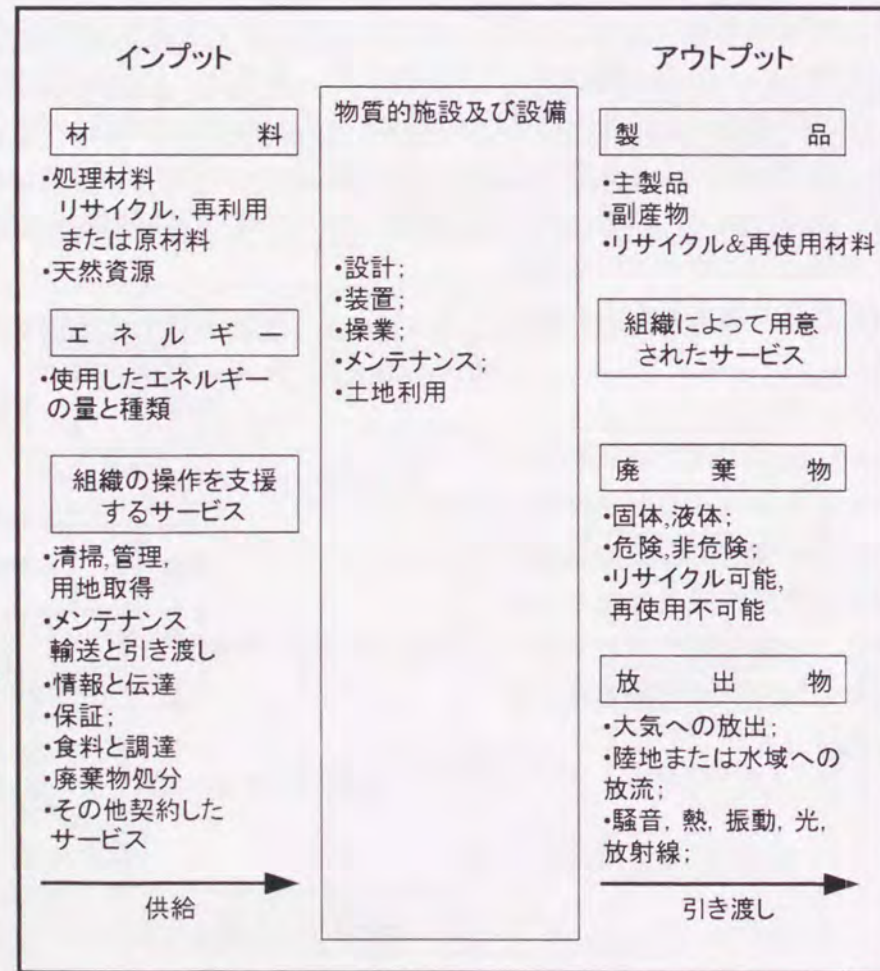 インプット
材料
•処理材料
リサイクル, 再利用
または原材料
•天然資源
エネルギー
•使用したエネルギー
の量と種類
組織の操作を支援
するサービス
•清掃,管理,
用地取得
•メンテナンス
輸送と引き渡し
•情報と伝達
•保証;
•食料と調達
•廃棄物処分
•その他契約した
サービス
供給
物質的施設及び設備
•設計;
•装置;
•操業;
•メンテナンス;
•土地利用
アウトプット
製品
•主製品
•副産物
•リサイクル&再使用材料
組織によって用意
されたサービス
廃棄物
•固体,液体;
•危険,非危険;
•リサイクル可能,
再使用不可能
放出物
•大気への放出;
•陸地または水域への
放流;
•騒音, 熱, 振動, 光,
放射線;
引き渡し